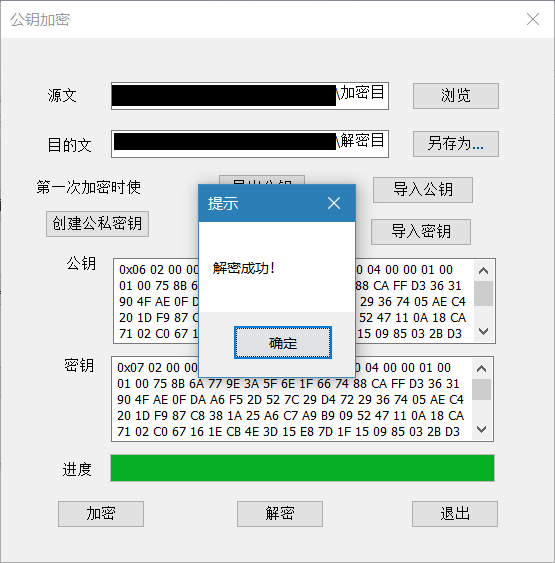 公钥加密
源文
\加密目
浏览
目的文
\解密目
另存为...
第一次加密时使
导入公钥
创建公私密钥
导入密钥
提示
解密成功！
确定
公钥
0x06 02 00 00
04 00 00 01 00
01 00 75 8B 6
88 CA FF D3 36 31
90 4F AE 0F D
29 36 74 05 AE C4
20 1D F9 87 C
52 47 11 0A 18 CA
71 02 C0 67 1
15 09 85 03 2B D3
密钥
0x07 02 00 00
04 00 00 01 00
01 00 75 8B 6A 77 9E 3A 5F 6E 1F 66 74 88 CA FF D3 36 31
90 4F AE 0F DA A6 F5 2D 52 7C 29 D4 72 29 36 74 05 AE C4
20 1D F9 87 C8 38 1A 25 A6 C7 A9 B9 09 52 47 11 0A 18 CA
71 02 C0 67 16 1E CB 4E 3D 15 E8 7D 1F 15 09 85 03 2B D3
进度
加密
解密
退出